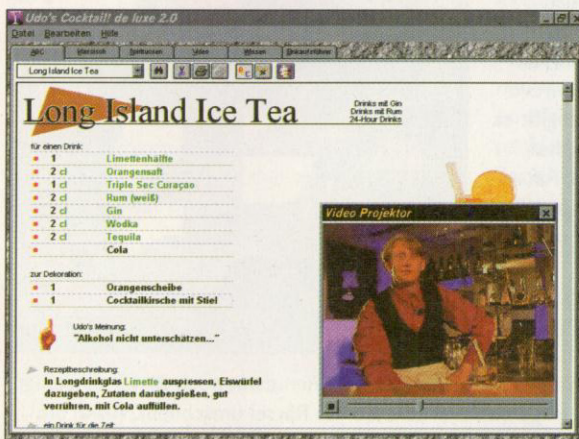 Udo's Cocktail! de luxe 2.0
Datei Bearbeiten Hilfe
ABC Video Wissen Einkaufsführer
Long Island Ice Tea
Long Island Ice Tea
Drinks mit Gin
Drinks mit Rum
24-Hour Drinks
für einen Drink:
1 Limettenhälfte
2 cl Orangensaft
1 cl Triple Sec Curaçao
2 cl Rum (weiß)
2 cl Gin
2 cl Wodka
2 cl Tequila
Cola
zur Dekoration:
1 Orangenscheibe
1 Cocktailkirsche mit Stiel
Udo's Meinung:
"Alkohol nicht unterschätzen..."
Rezeptbeschreibung:
In Longdrinkglas Limette auspressen, Eiswürfel
dazugeben, Zutaten darübergießen, gut
verrühren, mit Cola auffüllen.
ein Drink für die Zeit:
Video Projektor